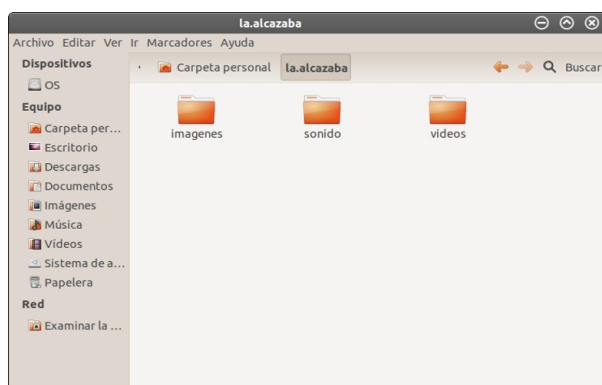 la.alcazaba
Archivo Editar Ver Ir Marcadores Ayuda
Dispositivos
OS
Equipo
Carpeta per...
Escritorio
Descargas
Documentos
Imágenes
Música
Vídeos
Sistema de a...
Papelera
Red
Examinar la ...
Carpeta personal la.alcazaba Buscar
imagenes sonido videos